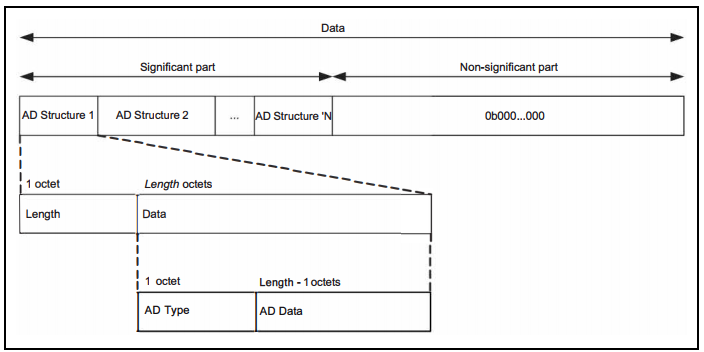 Data
Significant part
Non-significant part
AD Structure 1
AD Structure 2
...
AD Structure 'N
0b000...000
1 octet
Length octets
Length
Data
1 octet
Length - 1 octets
AD Type
AD Data